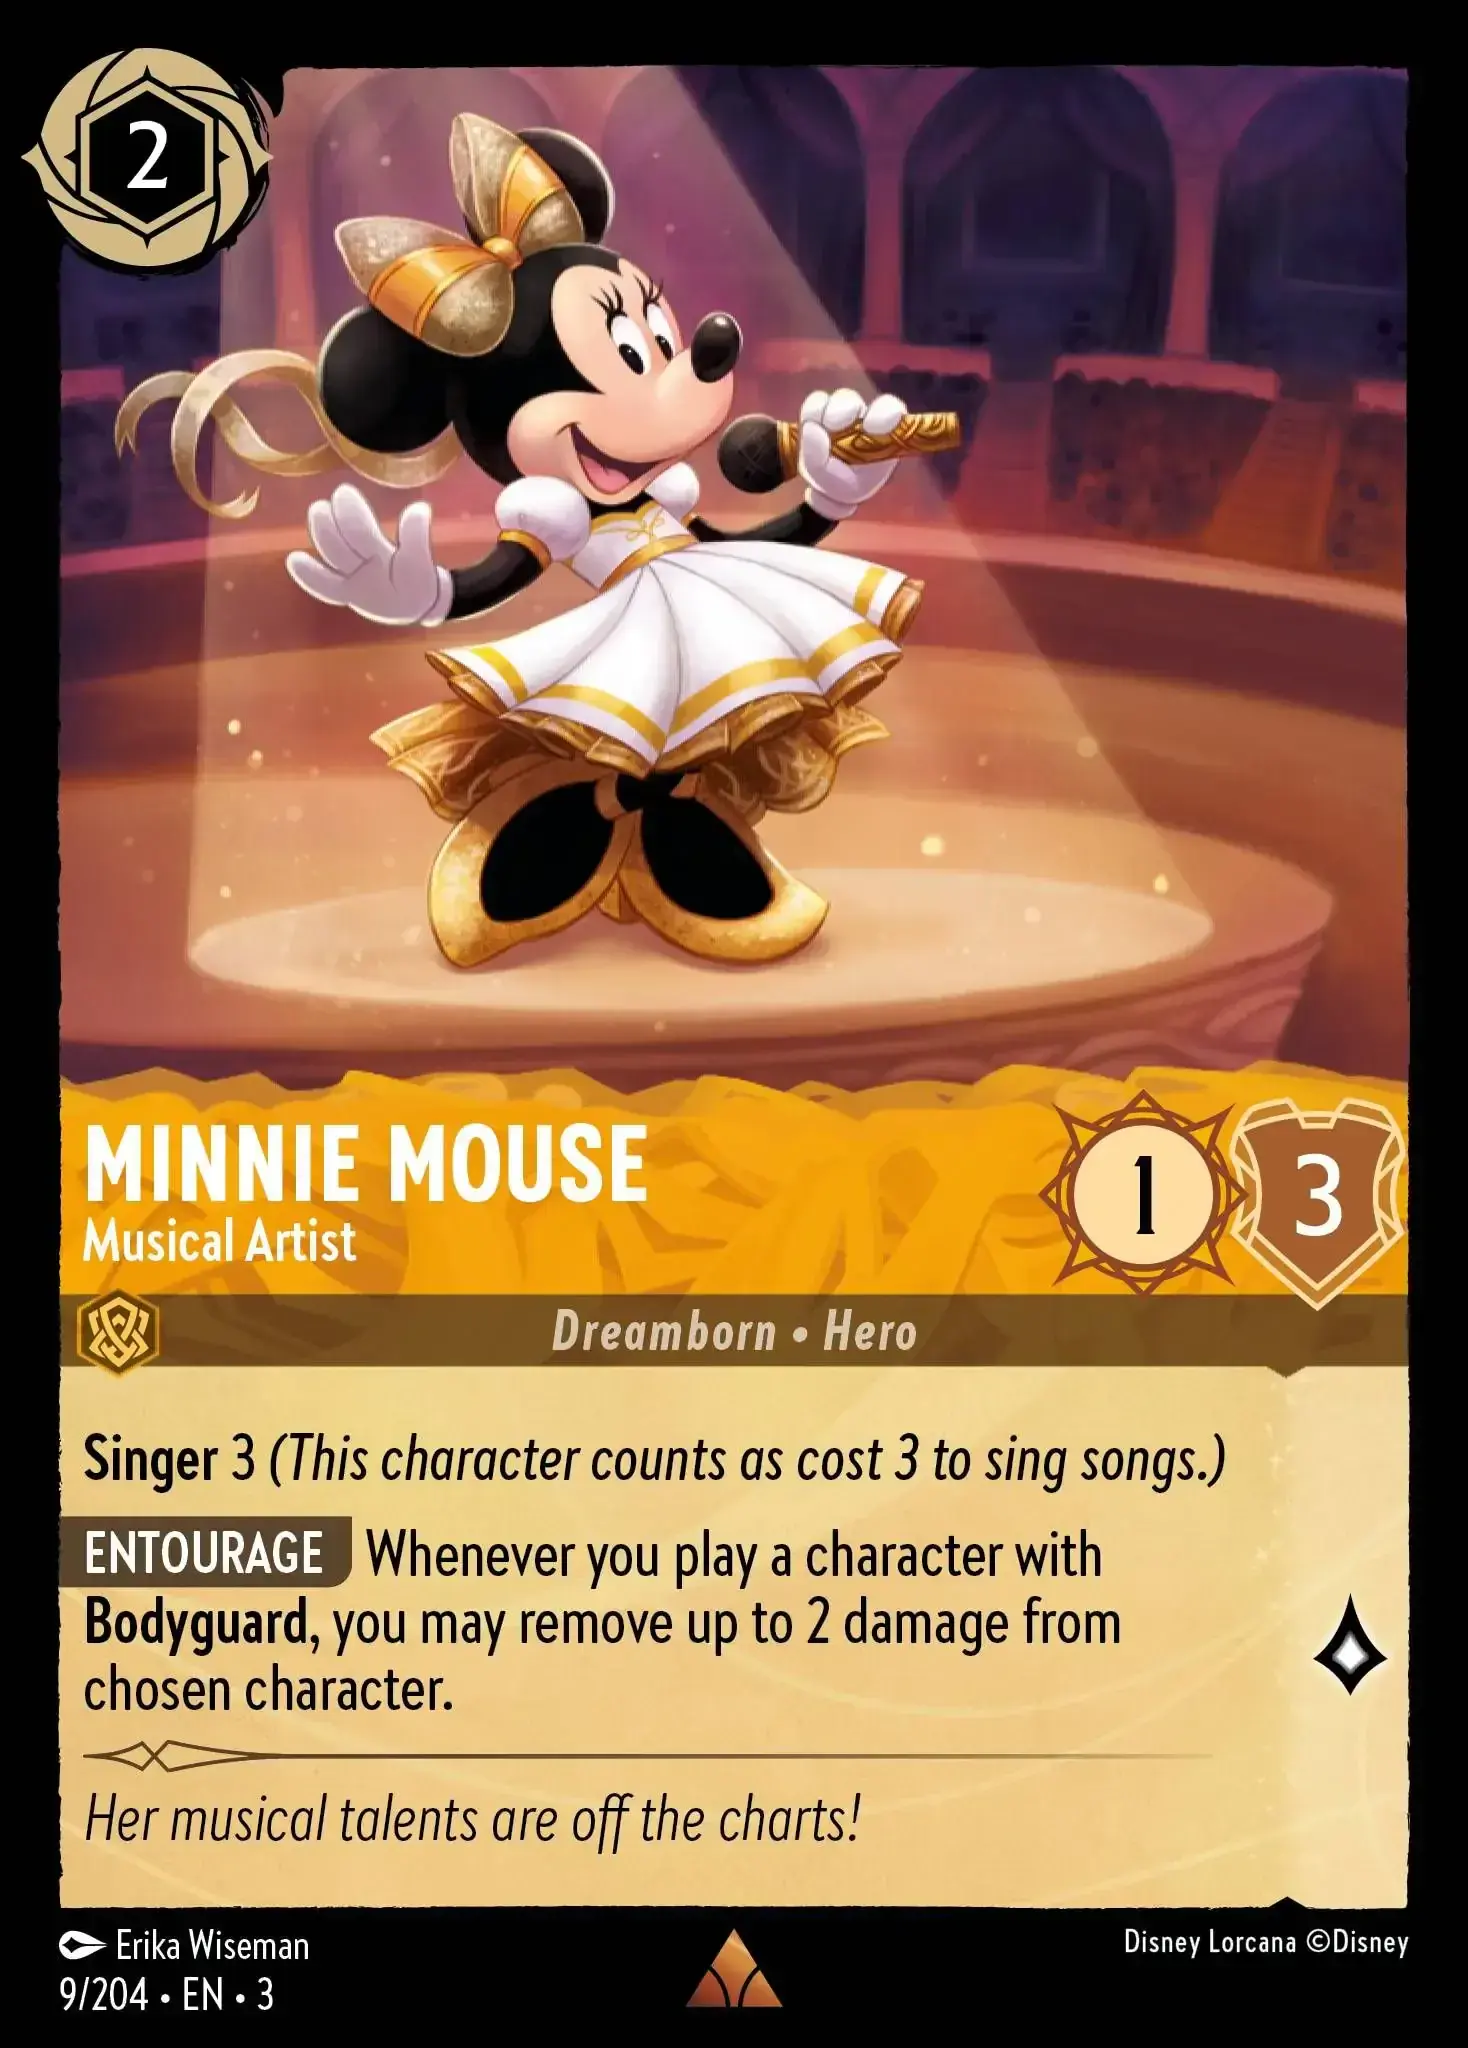 2
MINNIE MOUSE
Musical Artist
1
3
Dreamborn • Hero
Singer 3 (This character counts as cost 3 to sing songs.)
ENTOURAGE Whenever you play a character with
Bodyguard, you may remove up to 2 damage from
chosen character.
Her musical talents are off the charts!
Erika Wiseman
Disney Lorcana ©Disney
9/204 • EN • 3